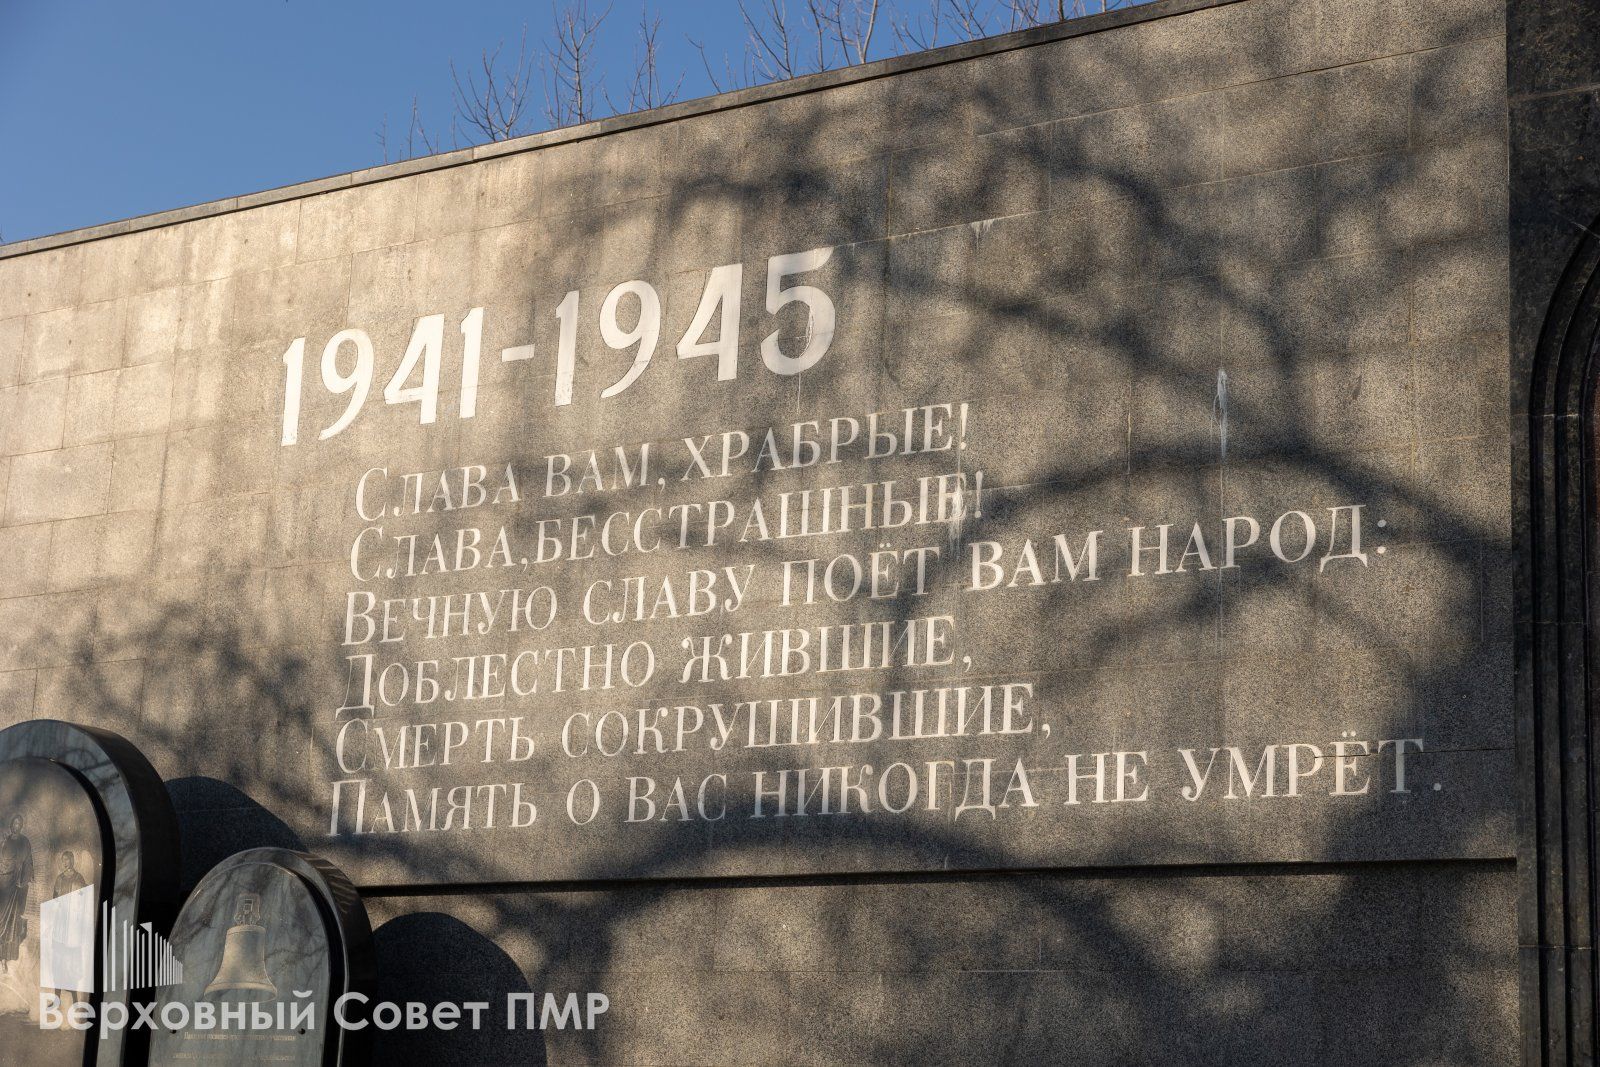 1941-1945
Слава вам, храбрые!
Слава, бесстрашные!
Вечную славу поёт вам народ:
Доблестно жившие,
Смерть сокрушившие,
Память о вас никогда не умрёт.
Верховный Совет ПМР